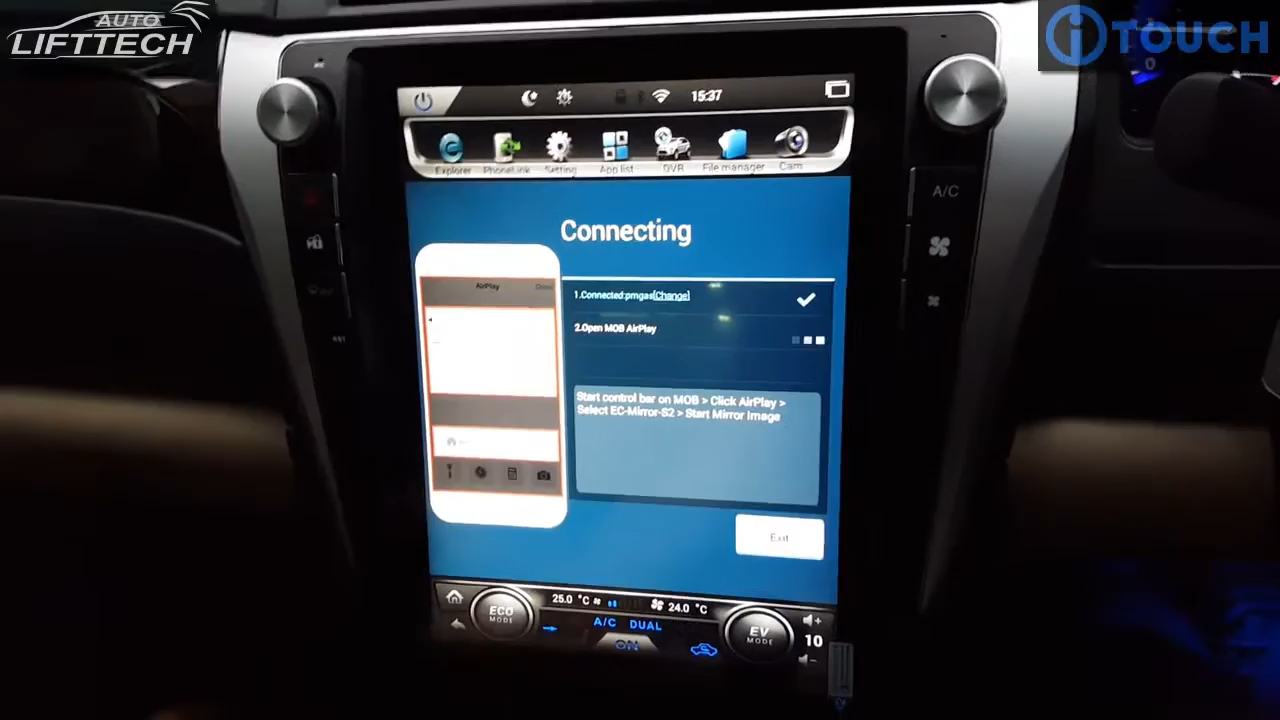 AUTO
LIFTTECH
iTOUCH
15:37
Explorer PhoneLink Setting App list DVR File manager Cam
Connecting
AirPlay
1.Connected:pmgas[Change]
2.Open MOB AirPlay
Start control bar on MOB > Click AirPlay >
Select EC-Mirror-S2 > Start Mirror Image
Exit
A/C
ECO
MODE
25.0 °C
24.0 °C
A/C DUAL
ON
EV
MODE
10